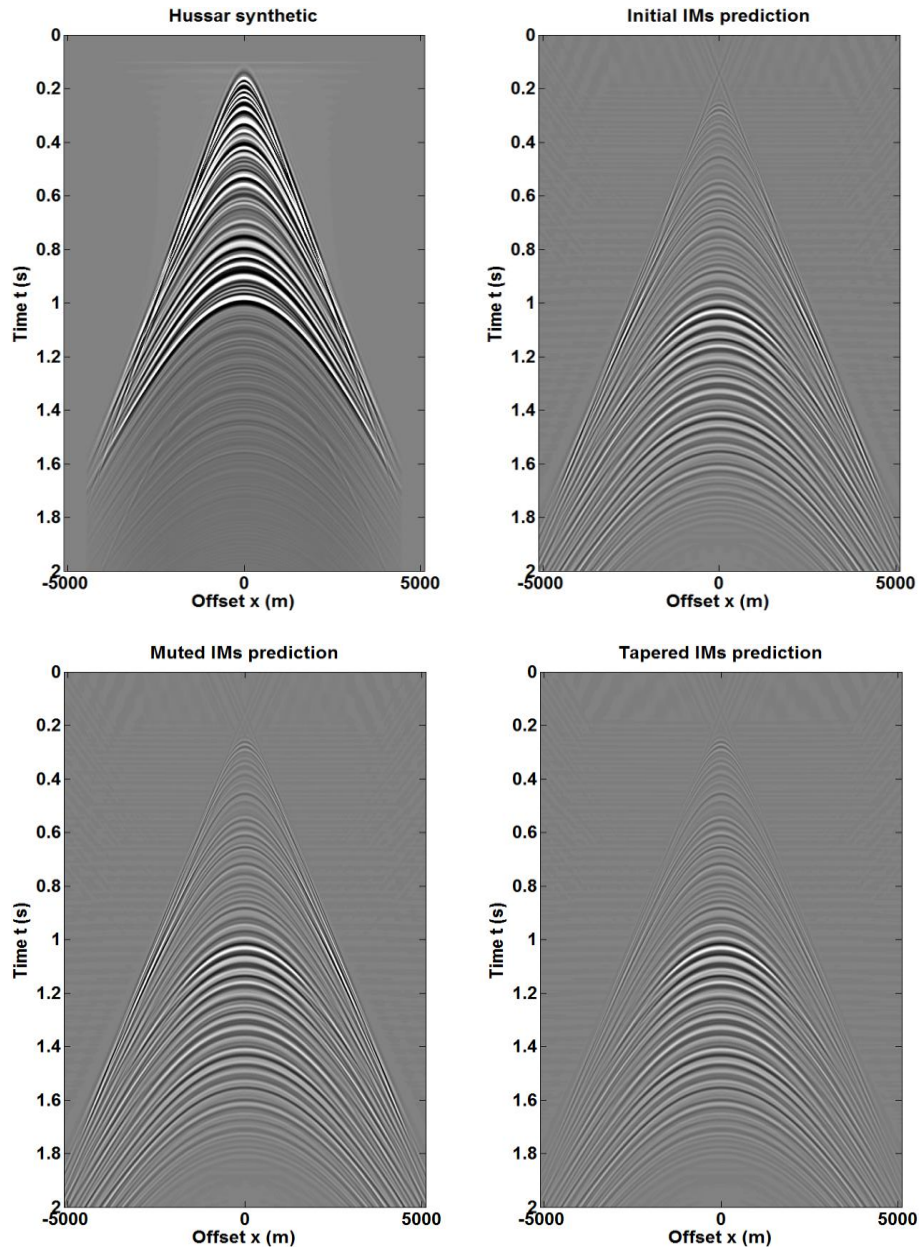 Hussar synthetic
0
0.2
0.4
0.6
0.8
1
1.2
1.4
1.6
1.8
2
Time t (s)
-5000 0 5000
Offset x (m)
Initial IMs prediction
0
0.2
0.4
0.6
0.8
1
1.2
1.4
1.6
1.8
2
Time t (s)
-5000 0 5000
Offset x (m)
Muted IMs prediction
0
0.2
0.4
0.6
0.8
1
1.2
1.4
1.6
1.8
2
Time t (s)
-5000 0 5000
Offset x (m)
Tapered IMs prediction
0
0.2
0.4
0.6
0.8
1
1.2
1.4
1.6
1.8
2
Time t (s)
-5000 0 5000
Offset x (m)